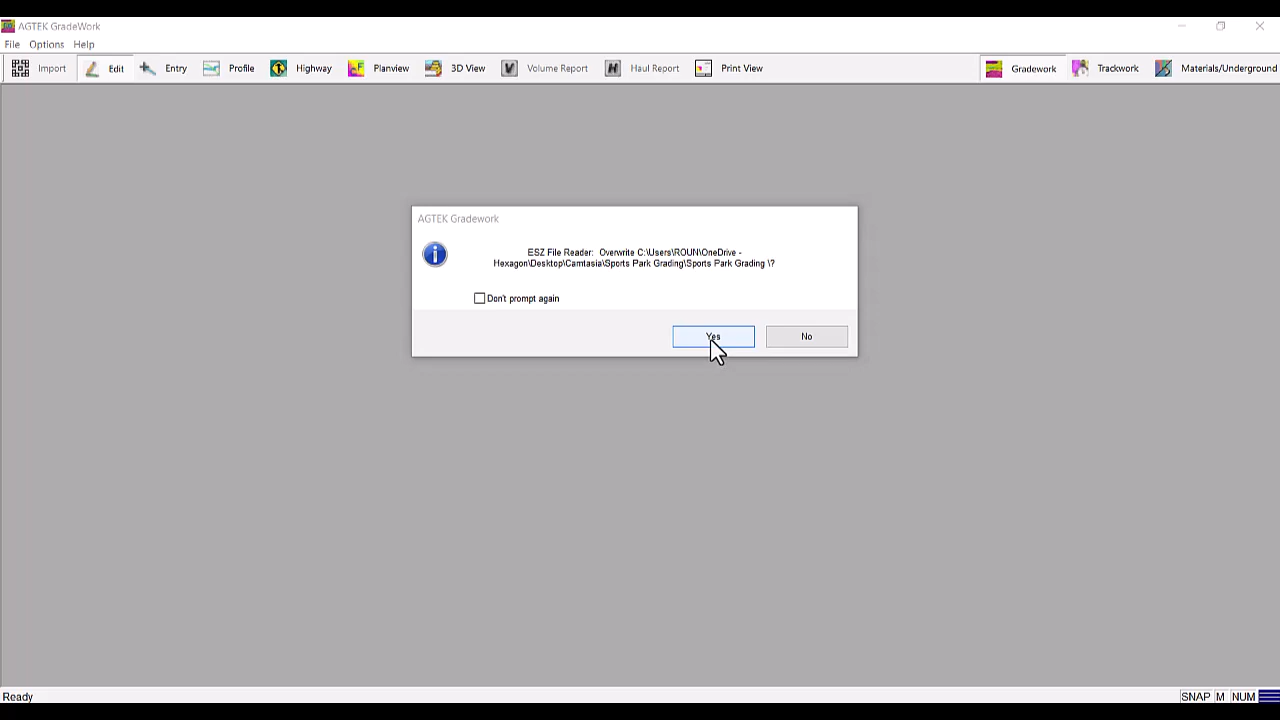 AGTEK GradeWork
File Options Help
Import Edit Entry Profile Highway Planview 3D View Volume Report Haul Report Print View Gradework Trackwork Materials/Underground
AGTEK Gradework
ESZ File Reader: Overwrite C:\Users\ROUN\OneDrive -
Hexagon\Desktop\Camtasia\Sports Park Grading\Sports Park Grading \?
Don't prompt again
Yes No
Ready SNAP M NUM